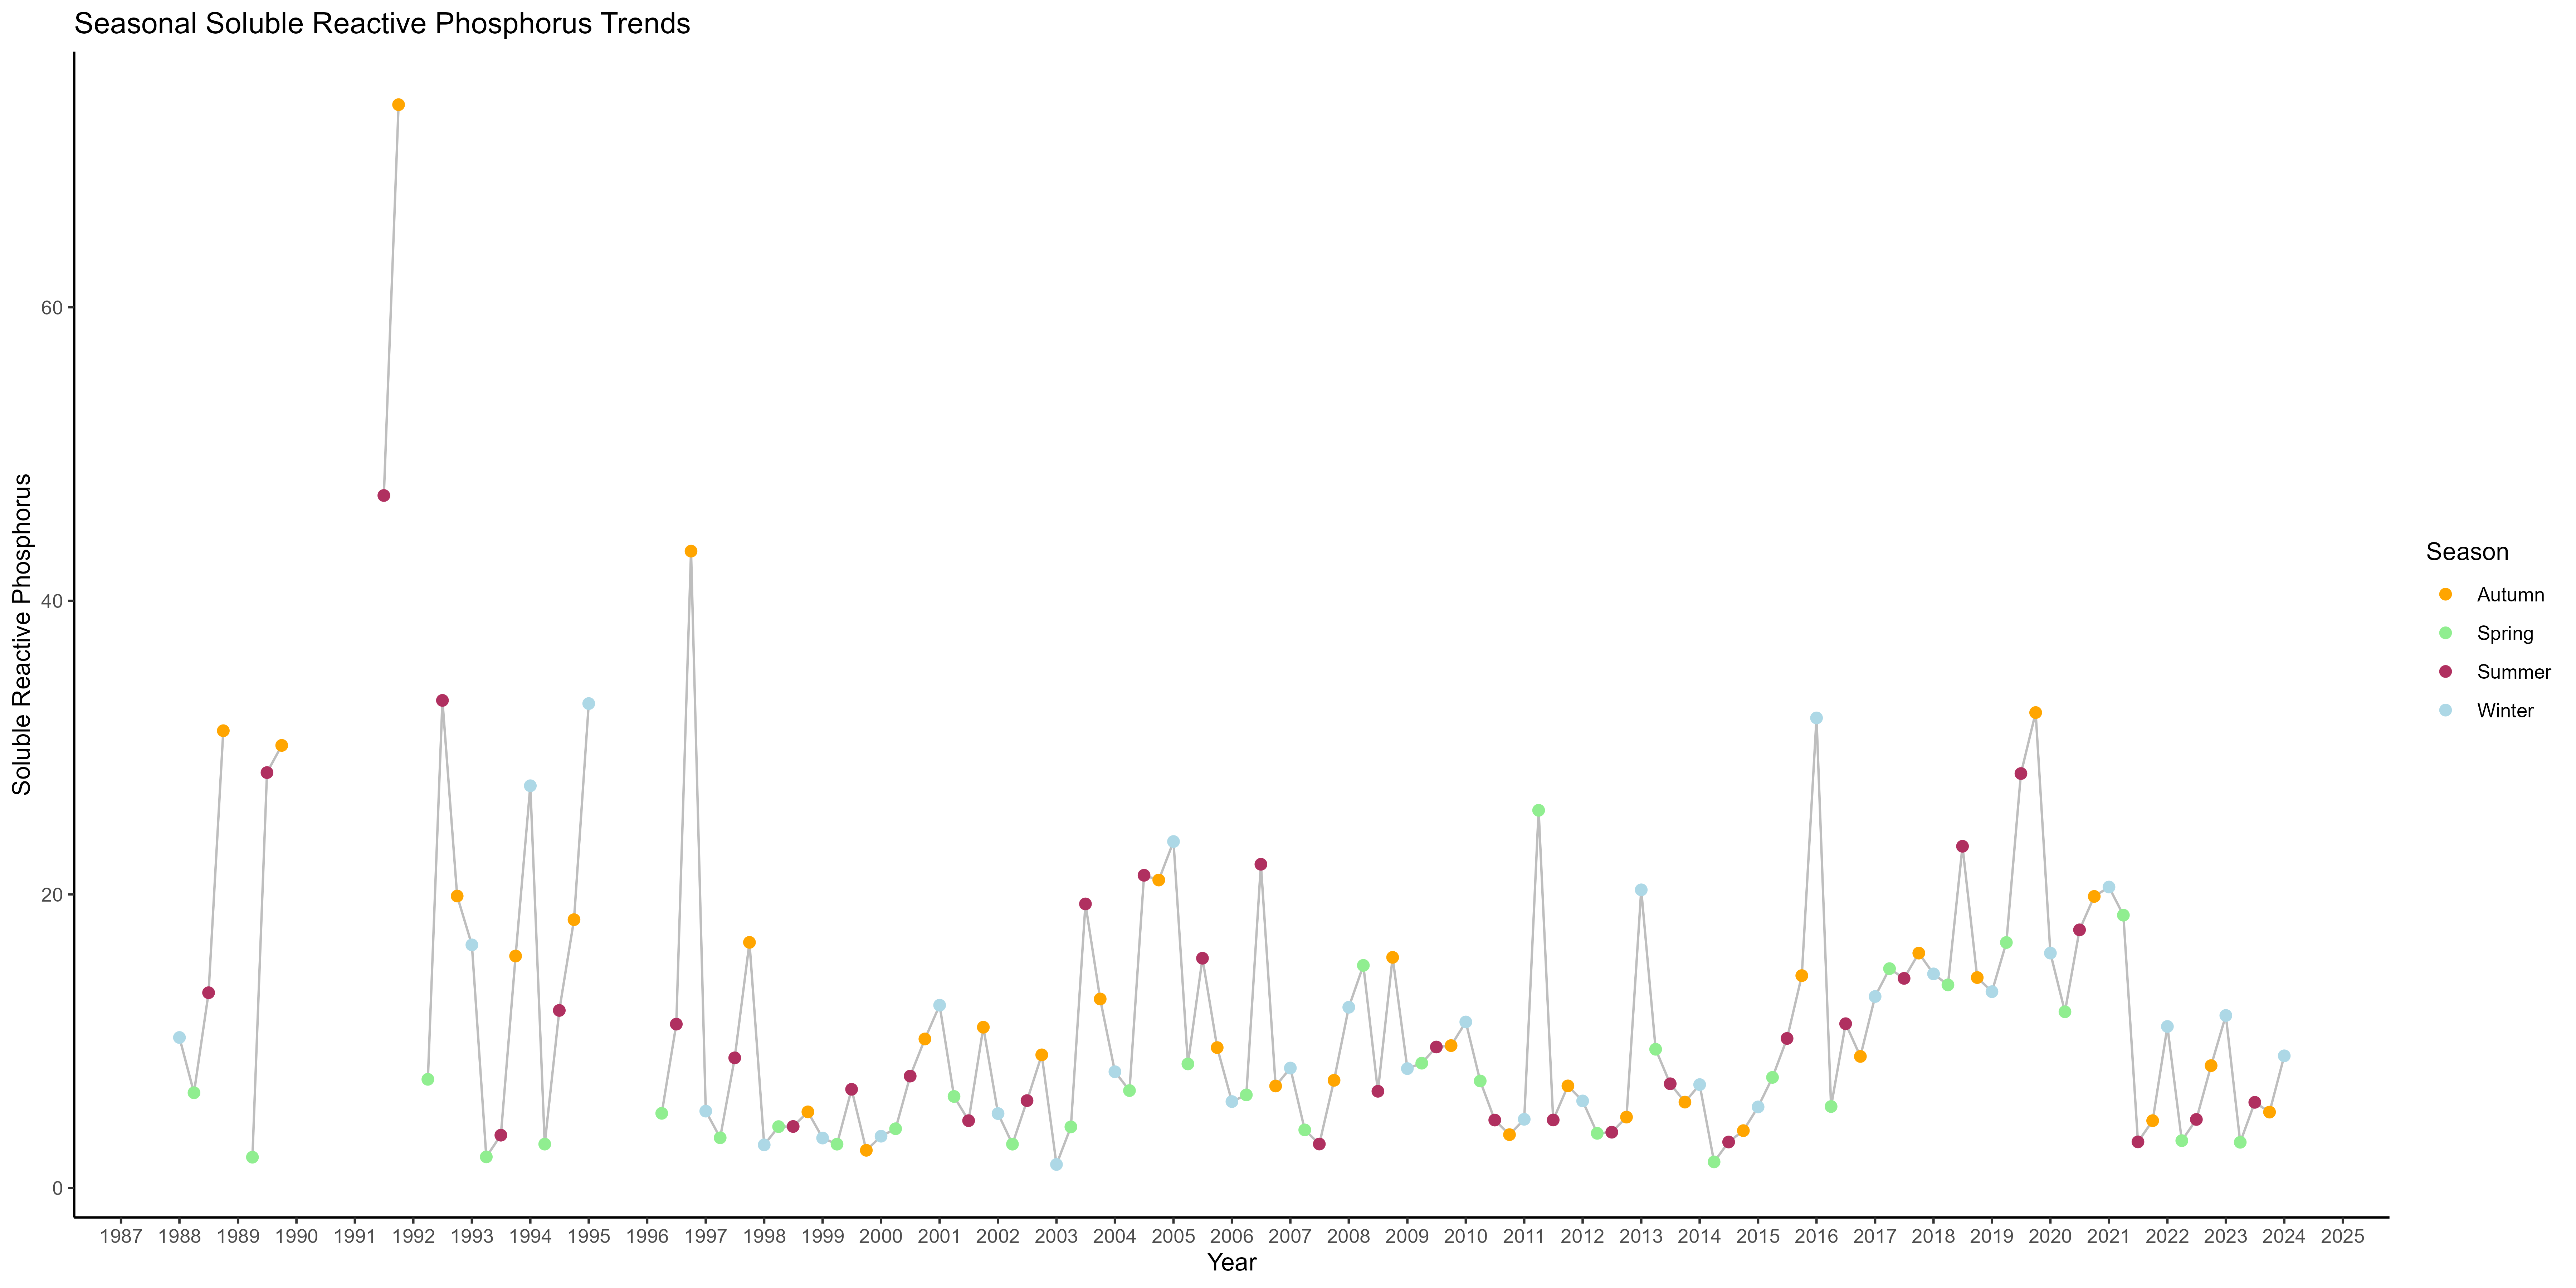 Seasonal Soluble Reactive Phosphorus Trends
Soluble Reactive Phosphorus
60
40
20
0
1987 1988 1989 1990 1991 1992 1993 1994 1995 1996 1997 1998 1999 2000 2001 2002 2003 2004 2005 2006 2007 2008 2009 2010 2011 2012 2013 2014 2015 2016 2017 2018 2019 2020 2021 2022 2023 2024 2025
Year
Season
Autumn
Spring
Summer
Winter